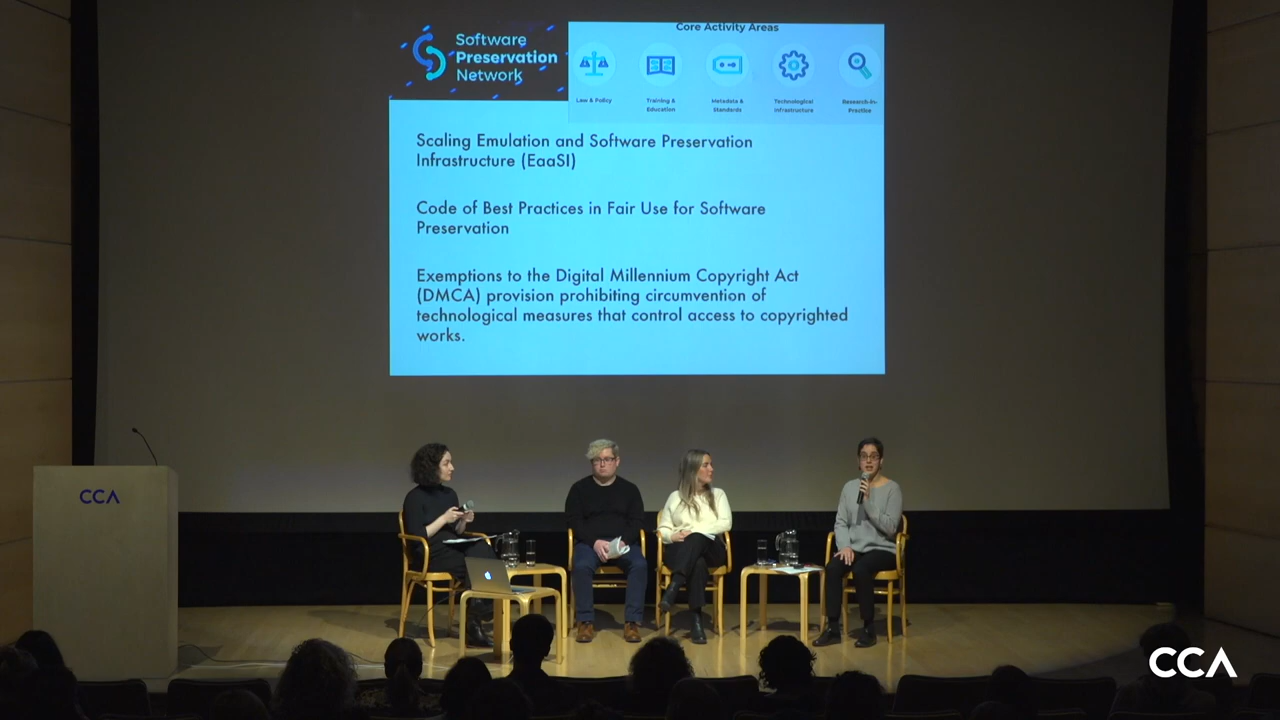 Software
Preservation
Network
Core Activity Areas
Law & Policy
Training &
Education
Metadata &
Standards
Technological
Infrastructure
Research-in-
Practice
Scaling Emulation and Software Preservation
Infrastructure (EaaSI)
Code of Best Practices in Fair Use for Software
Preservation
Exemptions to the Digital Millennium Copyright Act
(DMCA) provision prohibiting circumvention of
technological measures that control access to copyrighted
works.
CCA
CCA